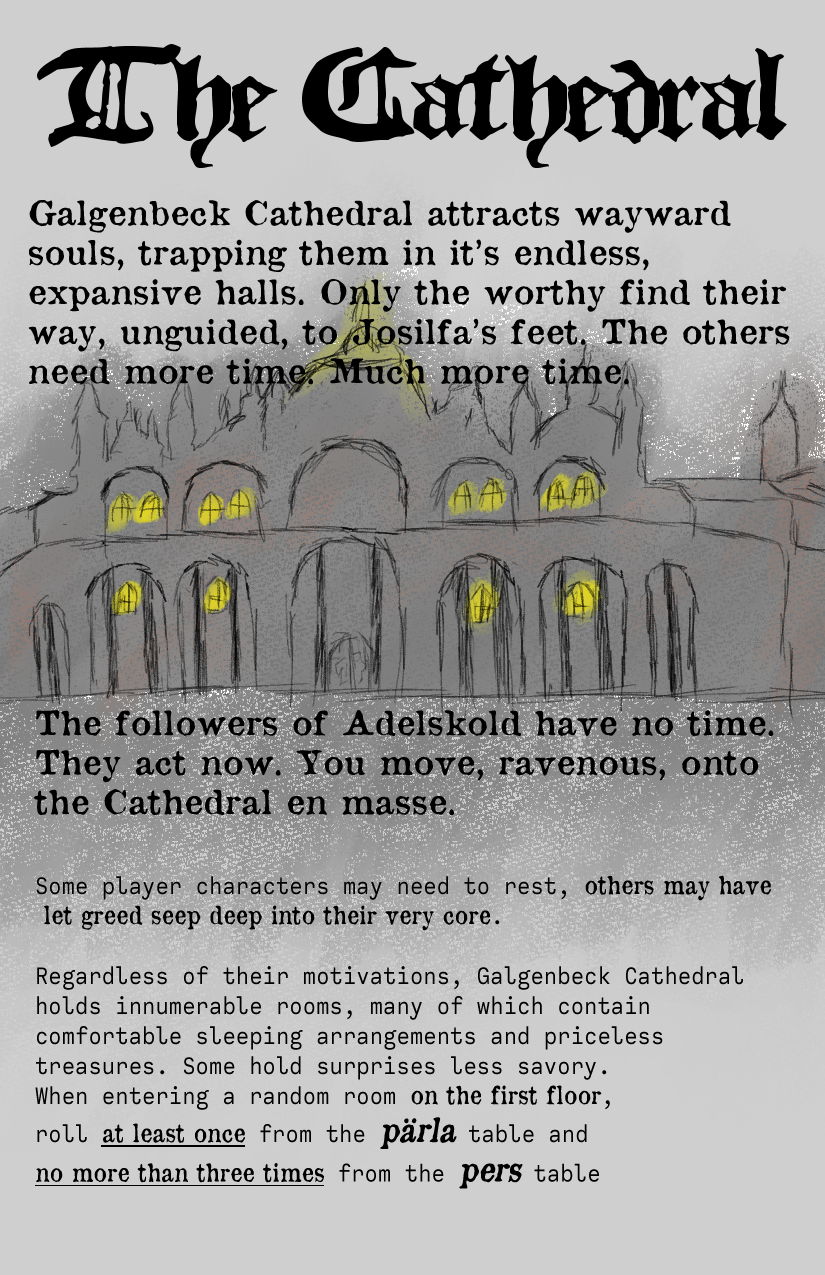 The Cathedral
Galgenbeck Cathedral attracts wayward
souls, trapping them in it's endless,
expansive halls. Only the worthy find their
way, unguided, to Josilfa's feet. The others
need more time. Much more time.
The followers of Adelskold have no time.
They act now. You move, ravenous, onto
the Cathedral en masse.
Some player characters may need to rest, others may have
let greed seep deep into their very core.
Regardless of their motivations, Galgenbeck Cathedral
holds innumerable rooms, many of which contain
comfortable sleeping arrangements and priceless
treasures. Some hold surprises less savory.
When entering a random room on the first floor,
roll at least once from the pärla table and
no more than three times from the pers table